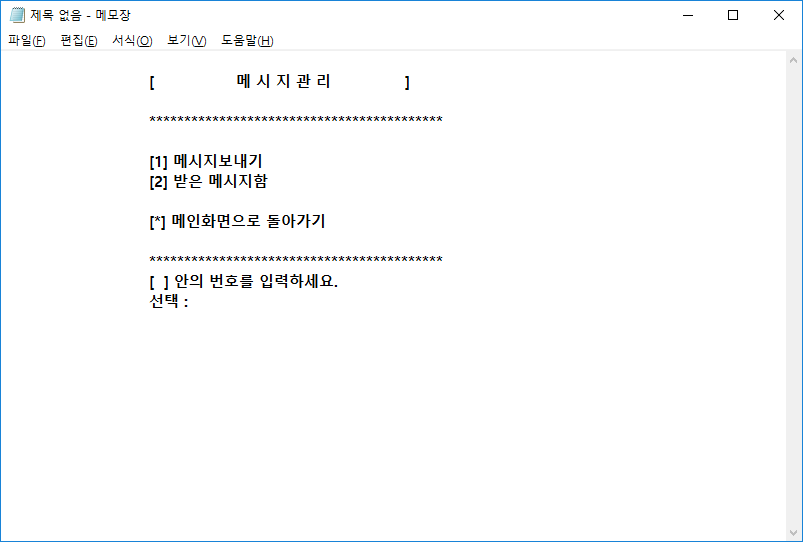 제목 없음 - 메모장
파일(F) 편집(E) 서식(O) 보기(V) 도움말(H)
[ 메 시 지 관 리 ]
******************************************
[1] 메시지보내기
[2] 받은 메시지함
[*] 메인화면으로 돌아가기
******************************************
[ ] 안의 번호를 입력하세요.
선택 :